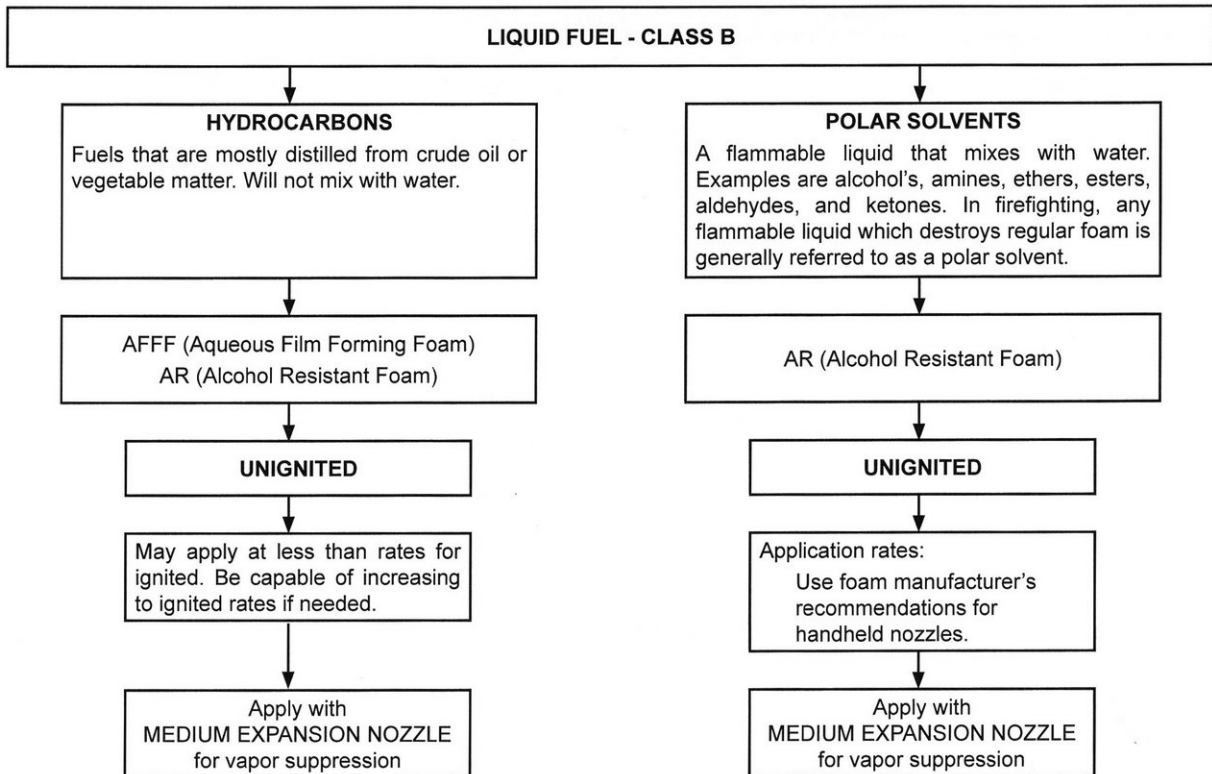 LIQUID FUEL - CLASS B
HYDROCARBONS
Fuels that are mostly distilled from crude oil or
vegetable matter. Will not mix with water.
POLAR SOLVENTS
A flammable liquid that mixes with water.
Examples are alcohol's, amines, ethers, esters,
aldehydes, and ketones. In firefighting, any
flammable liquid which destroys regular foam is
generally referred to as a polar solvent.
AFFF (Aqueous Film Forming Foam)
AR (Alcohol Resistant Foam)
AR (Alcohol Resistant Foam)
UNIGNITED
UNIGNITED
May apply at less than rates for
ignited. Be capable of increasing
to ignited rates if needed.
Application rates:
Use foam manufacturer's
recommendations for
handheld nozzles.
Apply with
MEDIUM EXPANSION NOZZLE
for vapor suppression
Apply with
MEDIUM EXPANSION NOZZLE
for vapor suppression